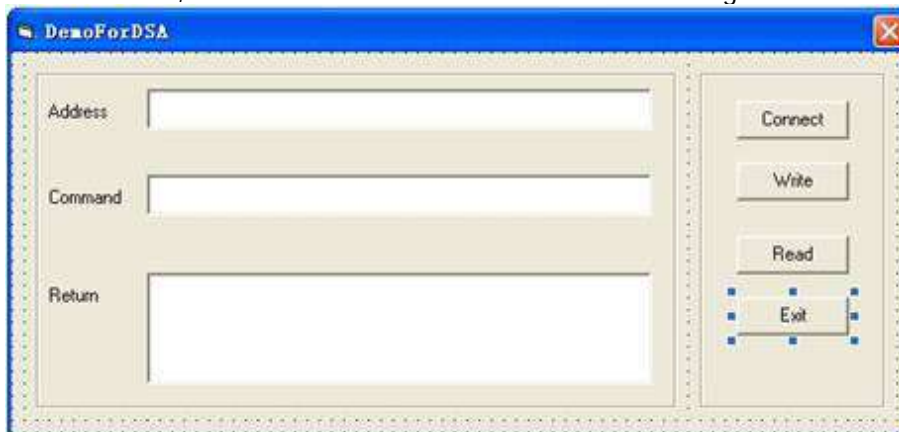 DemoForDSA
Address
Connect
Write
Command
Read
Return
Exit